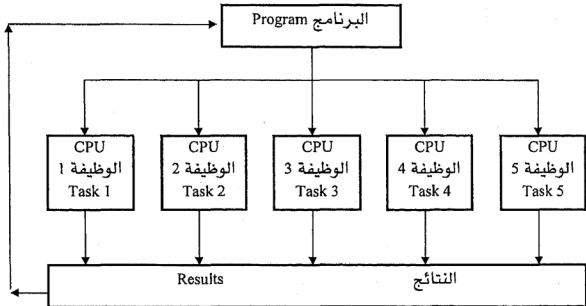 البرنامج Program
CPU
الوظيفة 1
Task 1
CPU
الوظيفة 2
Task 2
CPU
الوظيفة 3
Task 3
CPU
الوظيفة 4
Task 4
CPU
الوظيفة 5
Task 5
Results النتائج